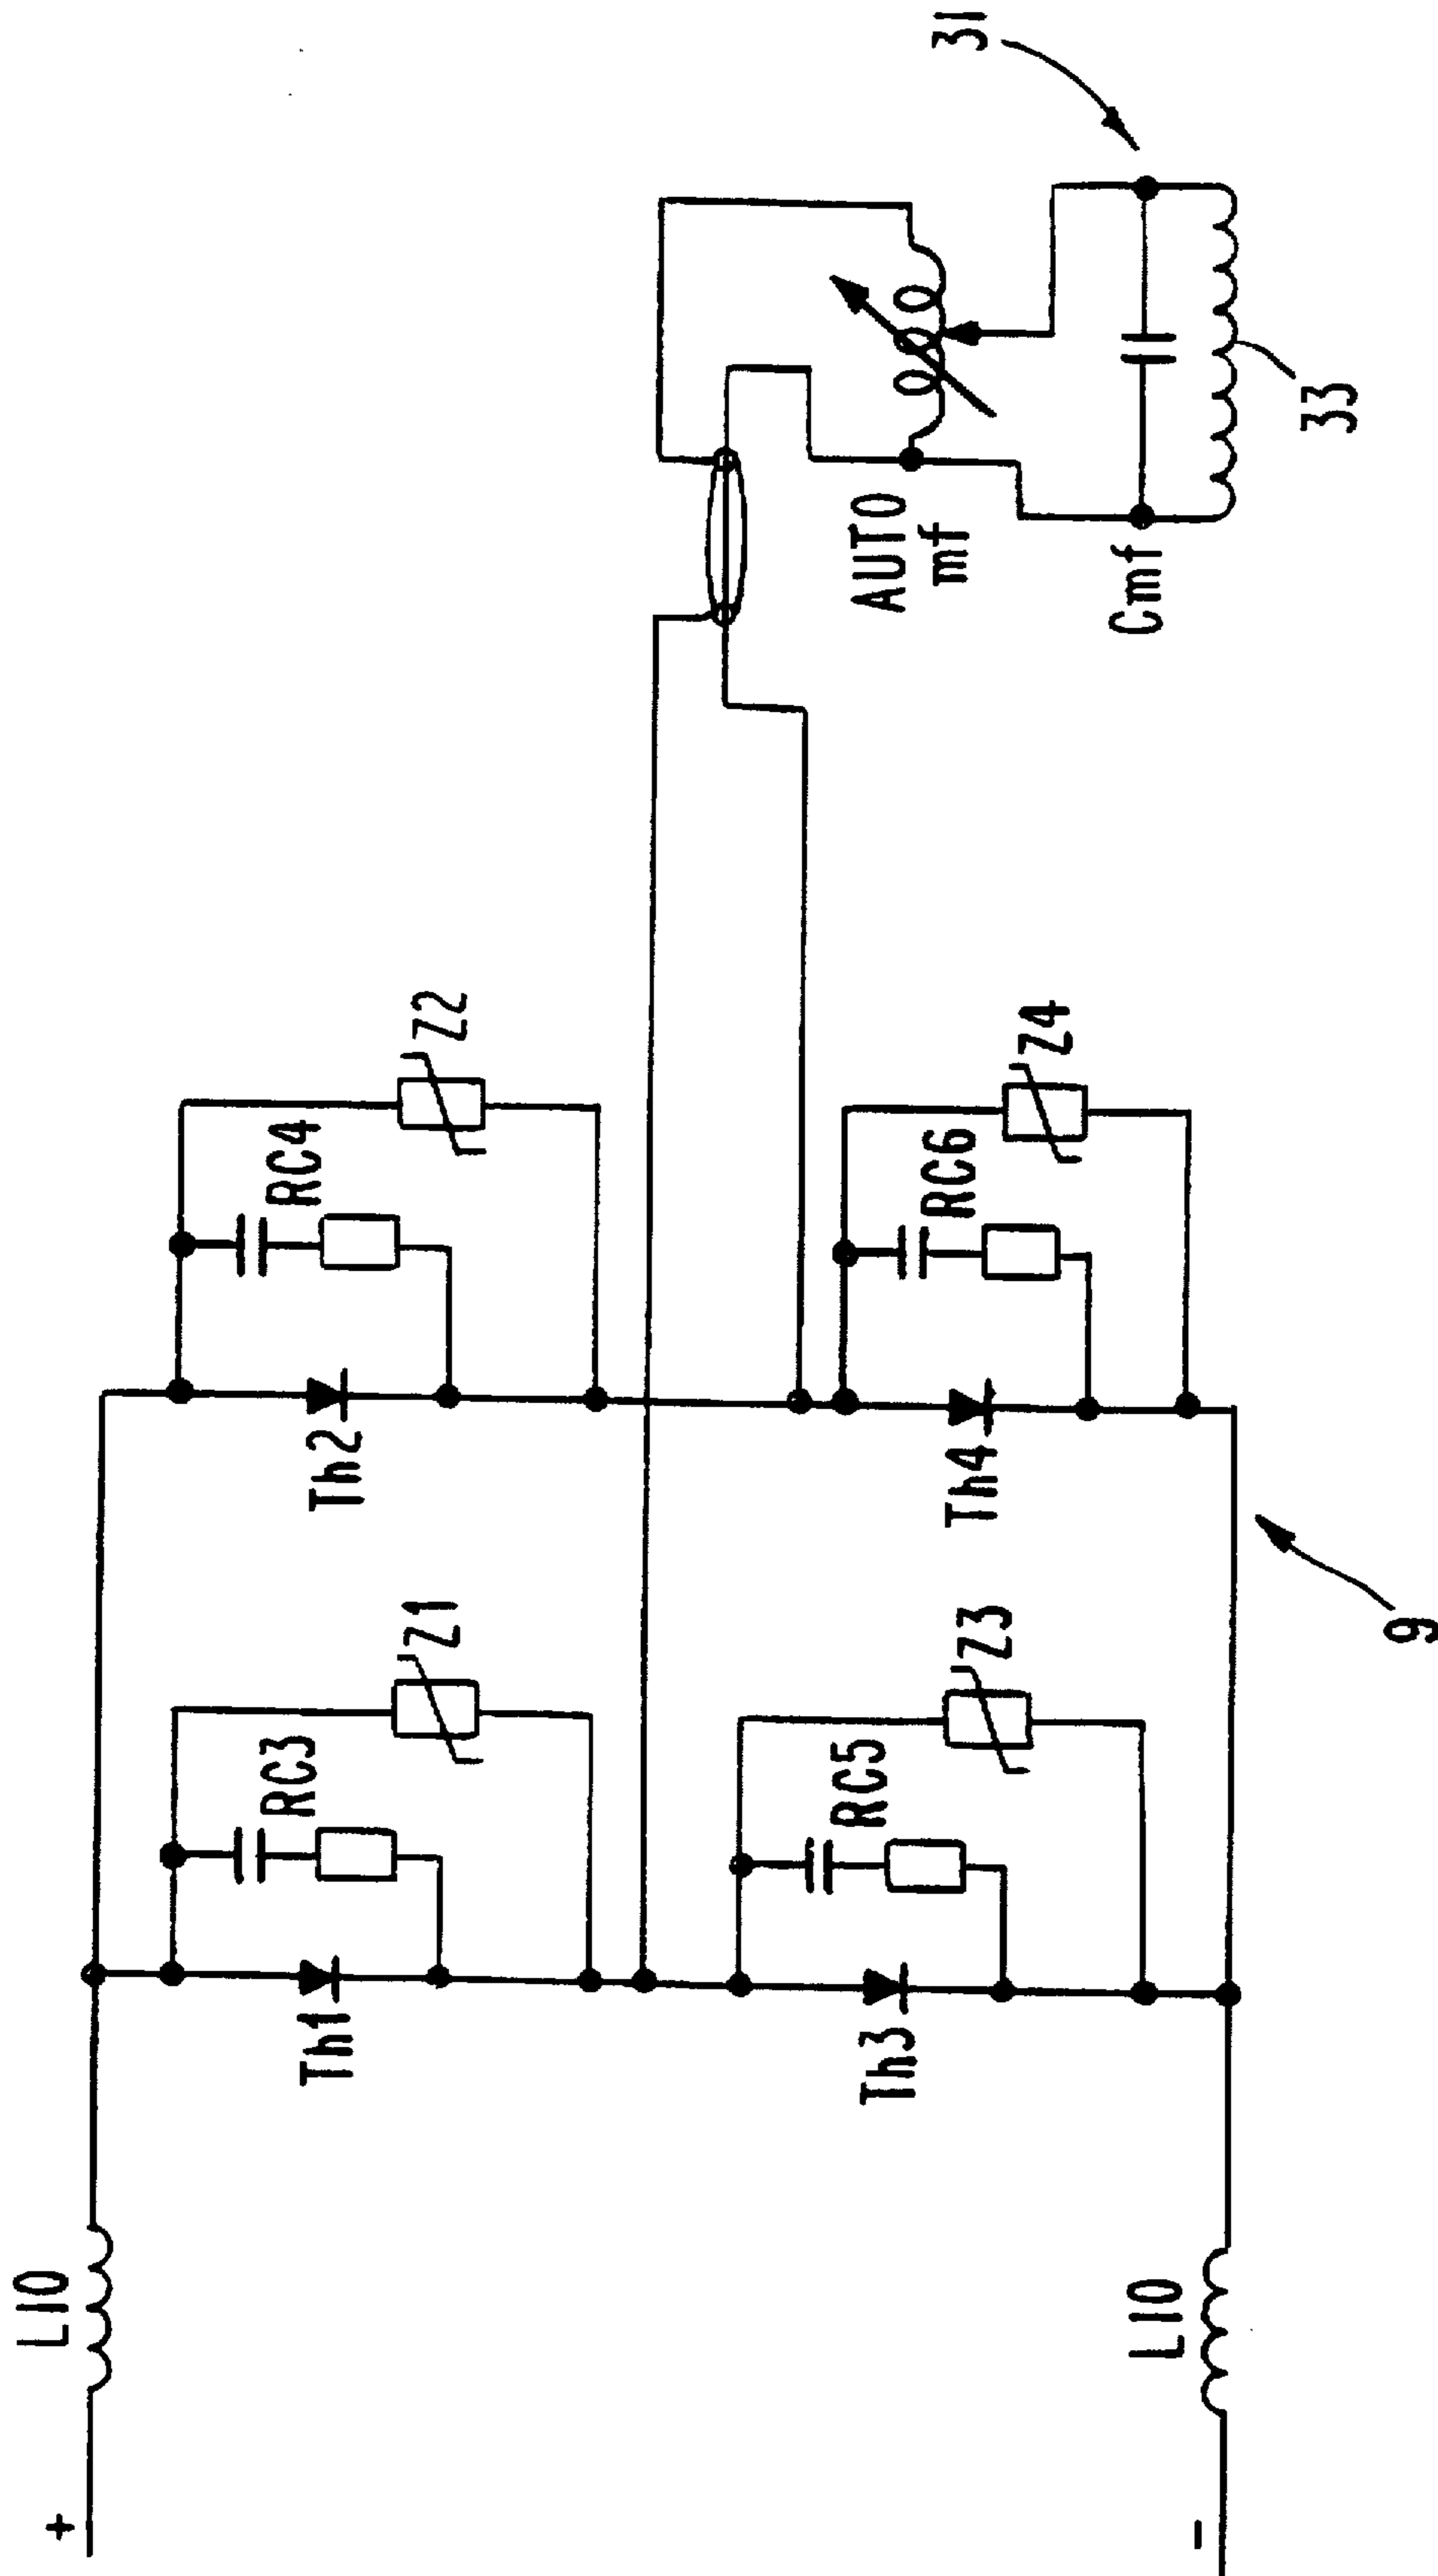 +
L10
Th1
RC3
Z1
Th2
RC4
Z2
Th3
RC5
Z3
Th4
RC6
Z4
-
L10
9
AUTO
mf
Cmf
31
33